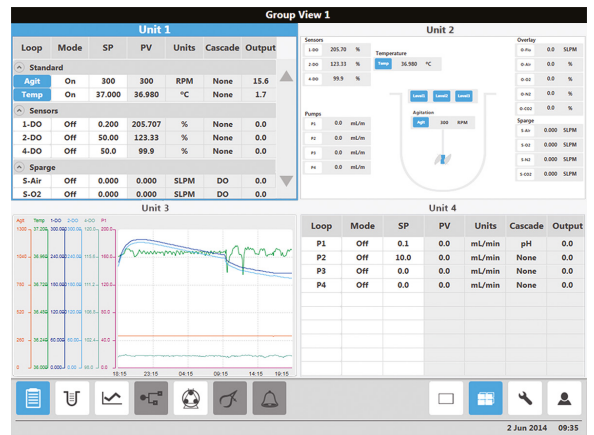 Group View 1
Unit 1
Loop Mode SP PV Units Cascade Output
Standard
Agit On 300 300 RPM None 15.6
Temp On 37.000 36.980 °C None 1.7
Sensors
1-DO Off 0.200 205.707 % None 0.0
2-DO Off 50.00 123.33 % None 0.0
4-DO Off 50.0 99.9 % None 0.0
Sparge
S-Air Off 0.000 0.000 SLPM DO 0.0
S-O2 Off 0.000 0.000 SLPM DO 0.0
Unit 2
Sensors
1-DO 205.70 %
2-DO 123.33 %
4-DO 99.9 %
Temperature
Temp 36.980 °C
Level1 Level2 Level3
Agitation
Agit 300 RPM
Pumps
P1 0.0 mL/m
P2 0.0 mL/m
P3 0.0 mL/m
P4 0.0 mL/m
Overlay
O-Flo 0.0 SLPM
O-Air 0.0 %
O-O2 0.0 %
O-N2 0.0 %
O-CO2 0.0 %
Sparge
S-Air 0.000 SLPM
S-O2 0.000 SLPM
S-N2 0.000 SLPM
S-CO2 0.000 SLPM
Unit 3
Agit Temp 1-DO 2-DO 4-DO P1
19:15 23:15 04:15 09:15 14:15 19:15
Unit 4
Loop Mode SP PV Units Cascade Output
P1 Off 0.1 0.0 mL/min pH 0.0
P2 Off 10.0 0.0 mL/min None 0.0
P3 Off 0.0 0.0 mL/min None 0.0
P4 Off 0.0 0.0 mL/min None 0.0
2 Jun 2014 09:35